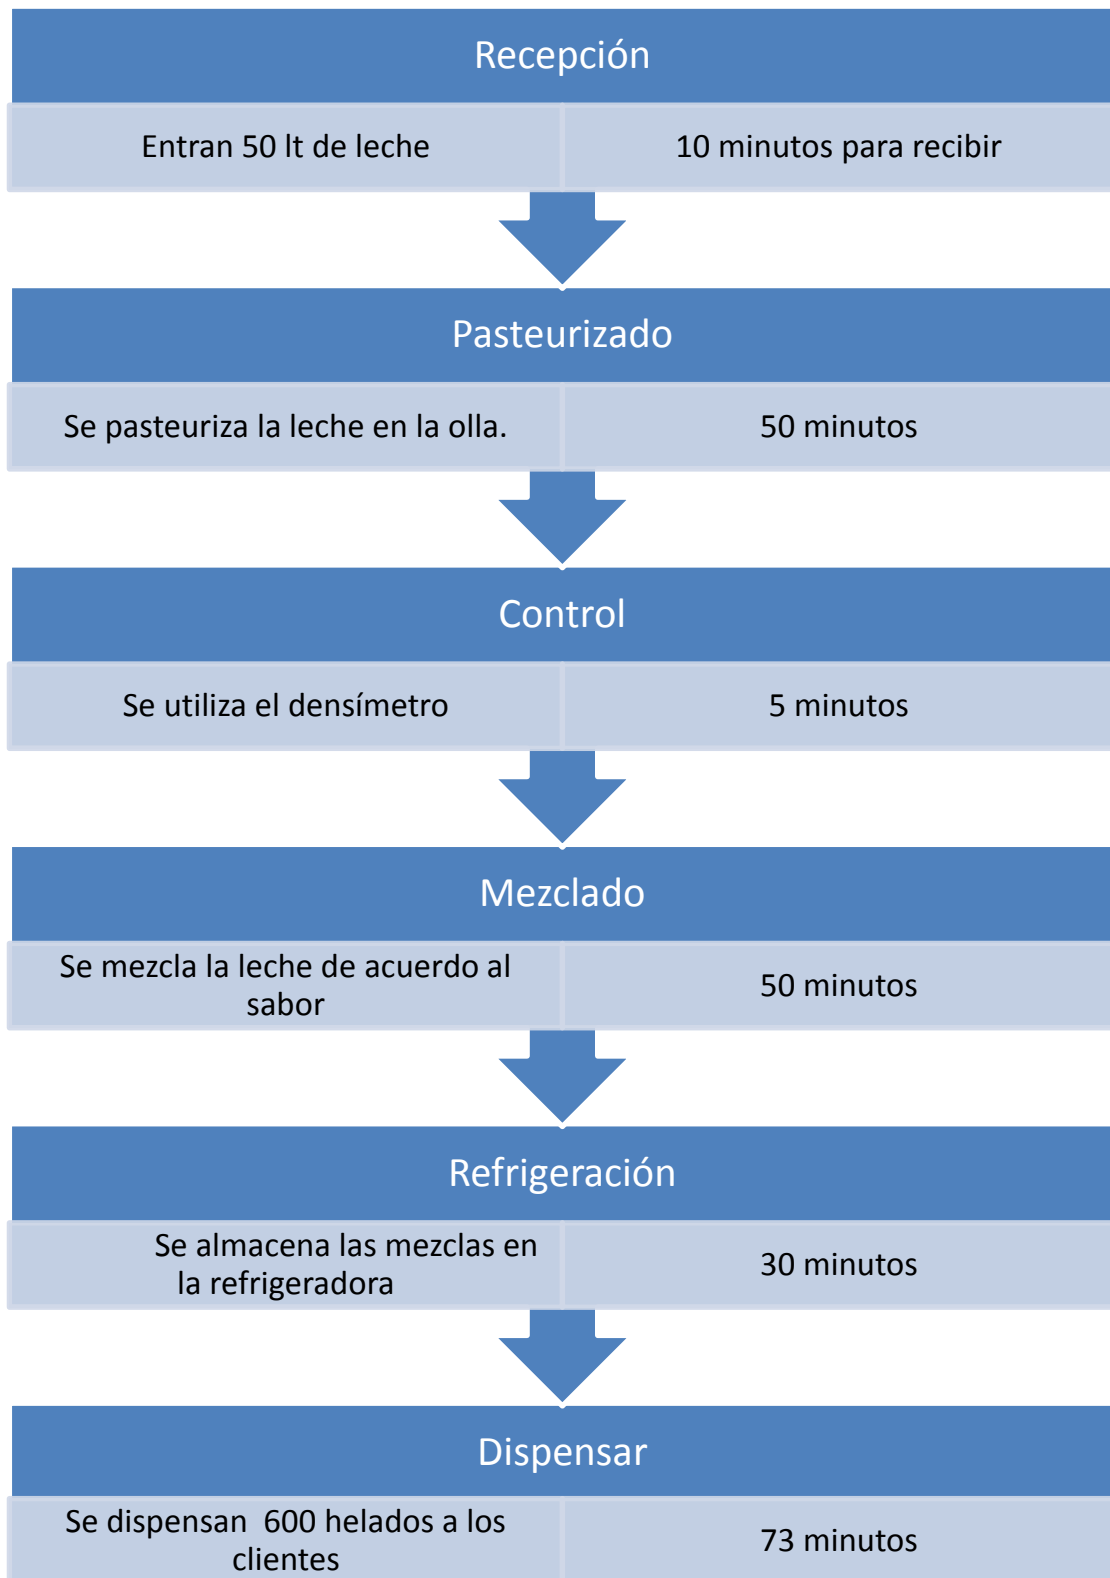 Recepción
Entran 50 lt de leche
10 minutos para recibir
Pasteurizado
Se pasteuriza la leche en la olla.
50 minutos
Control
Se utiliza el densímetro
5 minutos
Mezclado
Se mezcla la leche de acuerdo al
sabor
50 minutos
Refrigeración
Se almacena las mezclas en
la refrigeradora
30 minutos
Dispensar
Se dispensan  600 helados a los
clientes
73 minutos